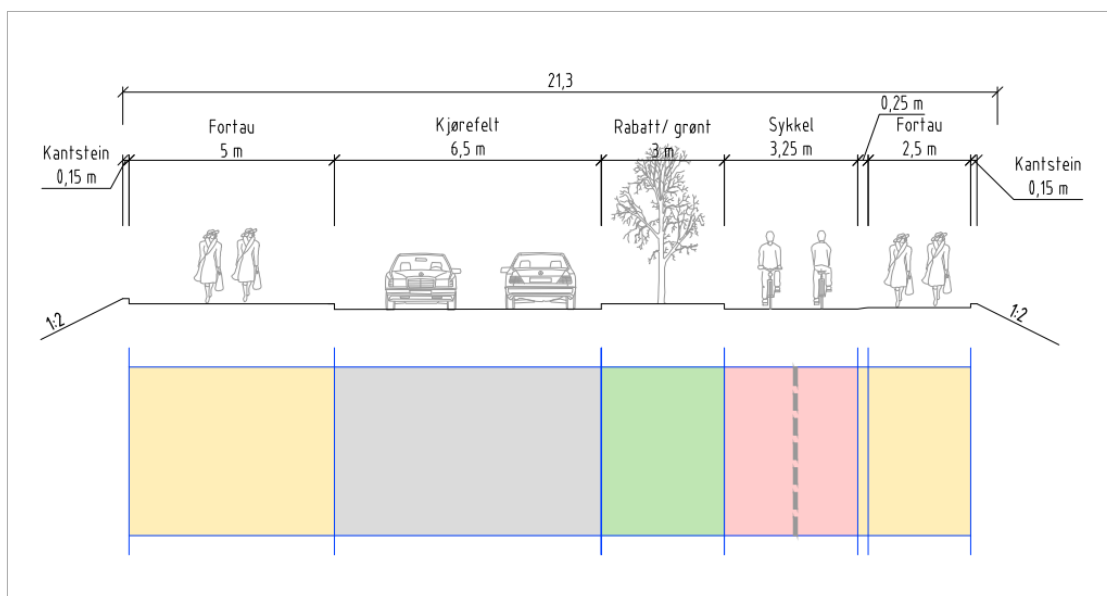 21,3
0,25 m
Fortau
Kjørefelt
Rabatt/ grønt
Sykkel
Fortau
5 m
6,5 m
3 m
3,25 m
2,5 m
Kantstein
0,15 m
Kantstein
0,15 m
1:2
1:2